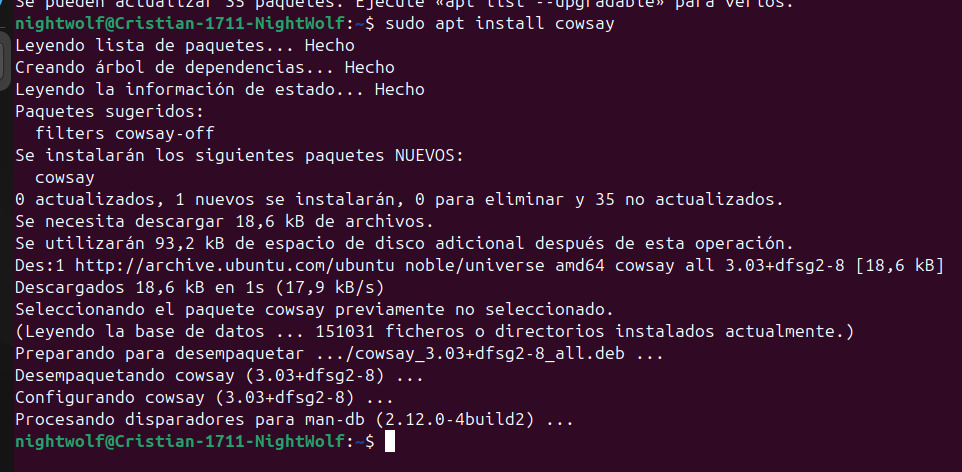 Se pueden actualizar 35 paquetes. Ejecute «apt list --upgradable» para verlos.
nightwolf@Cristian-1711-NightWolf:~$ sudo apt install cowsay
Leyendo lista de paquetes... Hecho
Creando árbol de dependencias... Hecho
Leyendo la información de estado... Hecho
Paquetes sugeridos:
  filters cowsay-off
Se instalarán los siguientes paquetes NUEVOS:
  cowsay
0 actualizados, 1 nuevos se instalarán, 0 para eliminar y 35 no actualizados.
Se necesita descargar 18,6 kB de archivos.
Se utilizarán 93,2 kB de espacio de disco adicional después de esta operación.
Des:1 http://archive.ubuntu.com/ubuntu noble/universe amd64 cowsay all 3.03+dfsg2-8 [18,6 kB]
Descargados 18,6 kB en 1s (17,9 kB/s)
Seleccionando el paquete cowsay previamente no seleccionado.
(Leyendo la base de datos ... 151031 ficheros o directorios instalados actualmente.)
Preparando para desempaquetar .../cowsay_3.03+dfsg2-8_all.deb ...
Desempaquetando cowsay (3.03+dfsg2-8) ...
Configurando cowsay (3.03+dfsg2-8) ...
Procesando disparadores para man-db (2.12.0-4build2) ...
nightwolf@Cristian-1711-NightWolf:~$